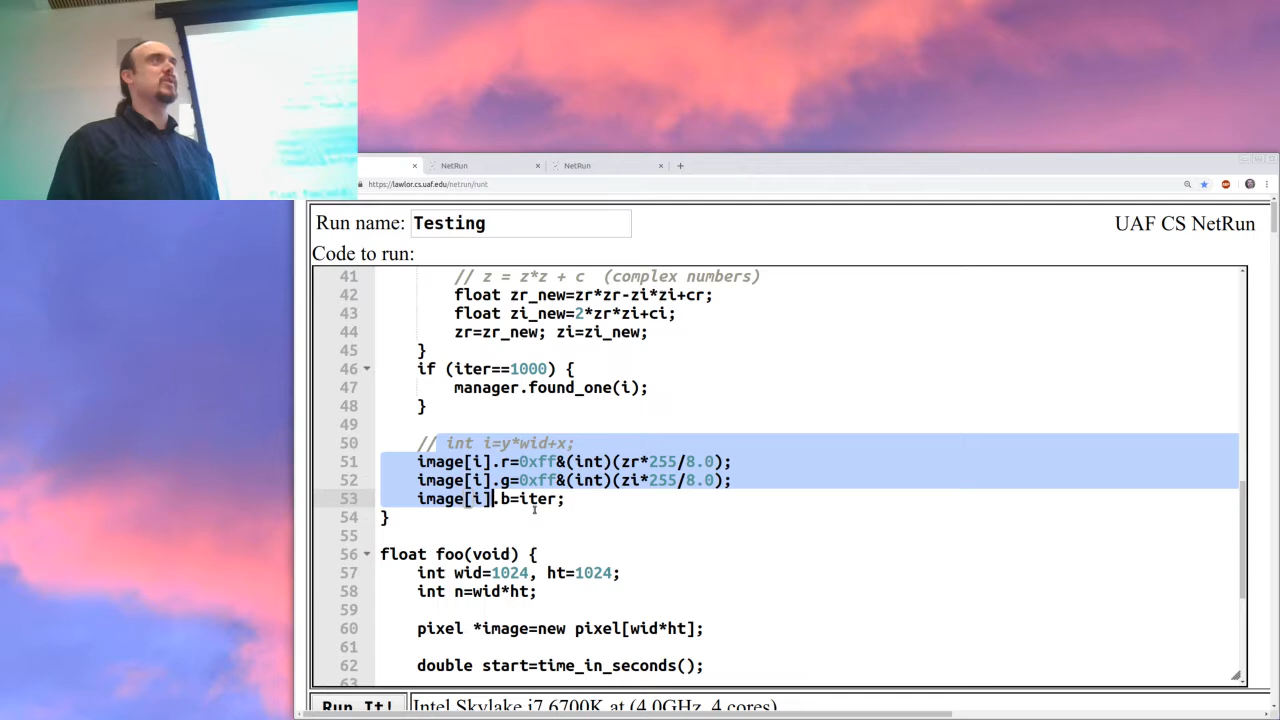 NetRun
NetRun
https://lawlor.cs.uaf.edu/netrun/runt
Run name: Testing
UAF CS NetRun
Code to run:
41 // z = z*z + c (complex numbers)
42 float zr_new=zr*zr-zi*zi+cr;
43 float zi_new=2*zr*zi+ci;
44 zr=zr_new; zi=zi_new;
45 }
46 if (iter==1000) {
47 manager.found_one(i);
48 }
49
50 // int i=y*wid+x;
51 image[i].r=0xff&(int)(zr*255/8.0);
52 image[i].g=0xff&(int)(zi*255/8.0);
53 image[i].b=iter;
54 }
55
56 float foo(void) {
57 int wid=1024, ht=1024;
58 int n=wid*ht;
59
60 pixel *image=new pixel[wid*ht];
61
62 double start=time_in_seconds();
63
Run It! Intel Skylake i7 6700K at (4.0GHz, 4 cores)